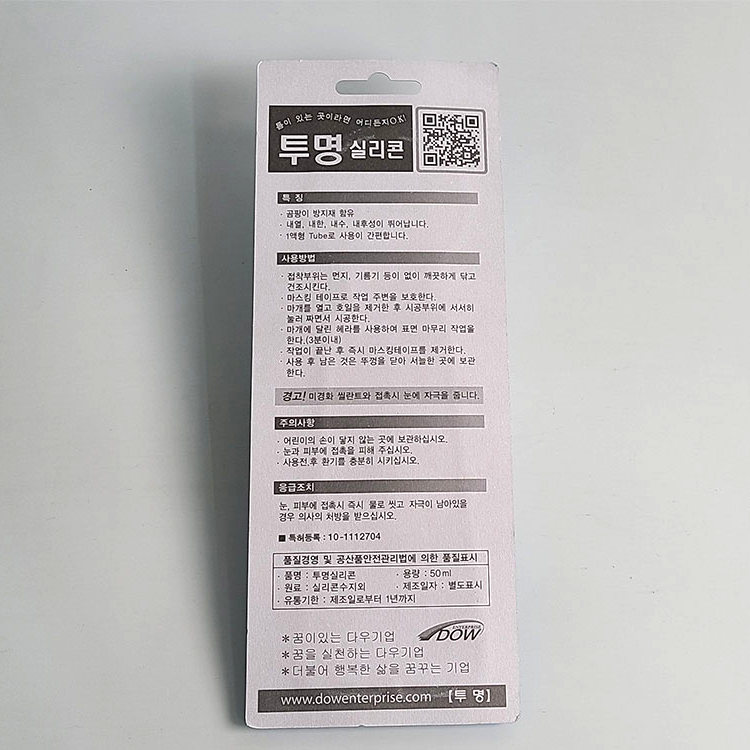 틈이 있는 곳이라면 어디든지OK!
투명 실리콘
특 징
· 곰팡이 방지재 함유
· 내열, 내한, 내수, 내후성이 뛰어납니다.
· 1액형 Tube로 사용이 간편합니다.
사용방법
· 접착부위는 먼지, 기름기 등이 없이 깨끗하게 닦고
건조시킨다.
· 마스킹 테이프로 작업 주변을 보호한다.
· 마개를 열고 호일을 제거한 후 시공부위에 서서히
눌러 짜면서 시공한다.
· 마개에 달린 헤라를 사용하여 표면 마무리 작업을
한다.(3분이내)
· 작업이 끝난 후 즉시 마스킹테이프를 제거한다.
· 사용 후 남은 것은 뚜껑을 닫아 서늘한 곳에 보관
한다.
경고! 미경화 씰란트와 접촉시 눈에 자극을 줍니다.
주의사항
· 어린이의 손이 닿지 않는 곳에 보관하십시오.
· 눈과 피부에 접촉을 피해 주십시오.
· 사용전.후 환기를 충분히 시키십시오.
응급조치
눈, 피부에 접촉시 즉시 물로 씻고 자극이 남아있을
경우 의사의 처방을 받으십시오.
■ 특허등록 : 10-1112704
품질경영 및 공산품안전관리법에 의한 품질표시
· 품명 : 투명실리콘 · 용량 : 50ml
· 원료 : 실리콘수지외 · 제조일자 : 별도표시
· 유통기한 : 제조일로부터 1년까지
ENTERPRISE
DOW
*꿈이있는 다우기업
*꿈을 실천하는 다우기업
*더불어 행복한 삶을 꿈꾸는 기업
www.dowenterprise.com [투 명]